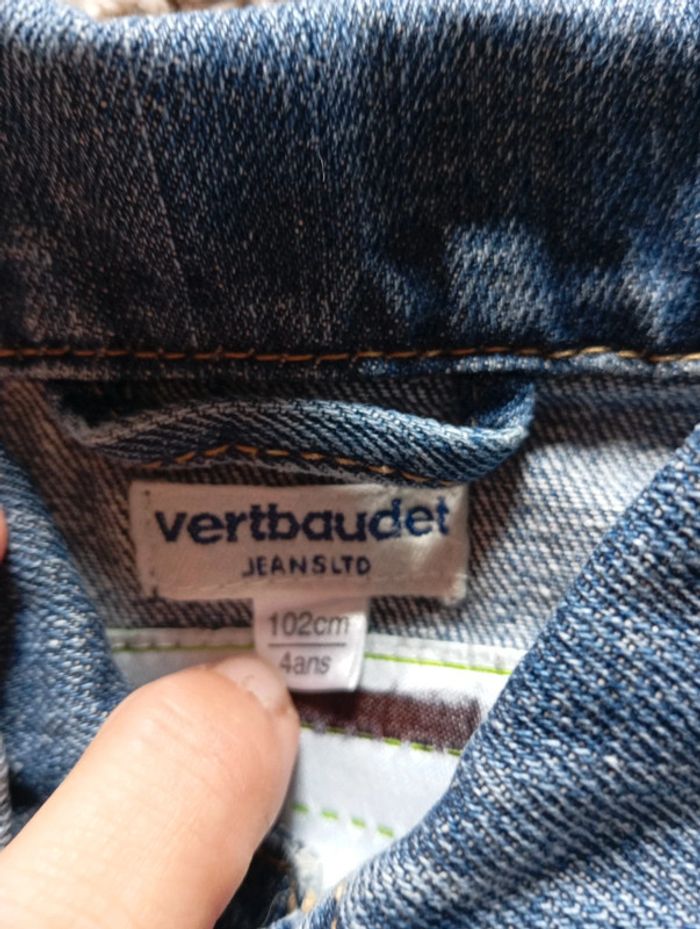 vertbaudet
JEANS LTD
102cm
4ans